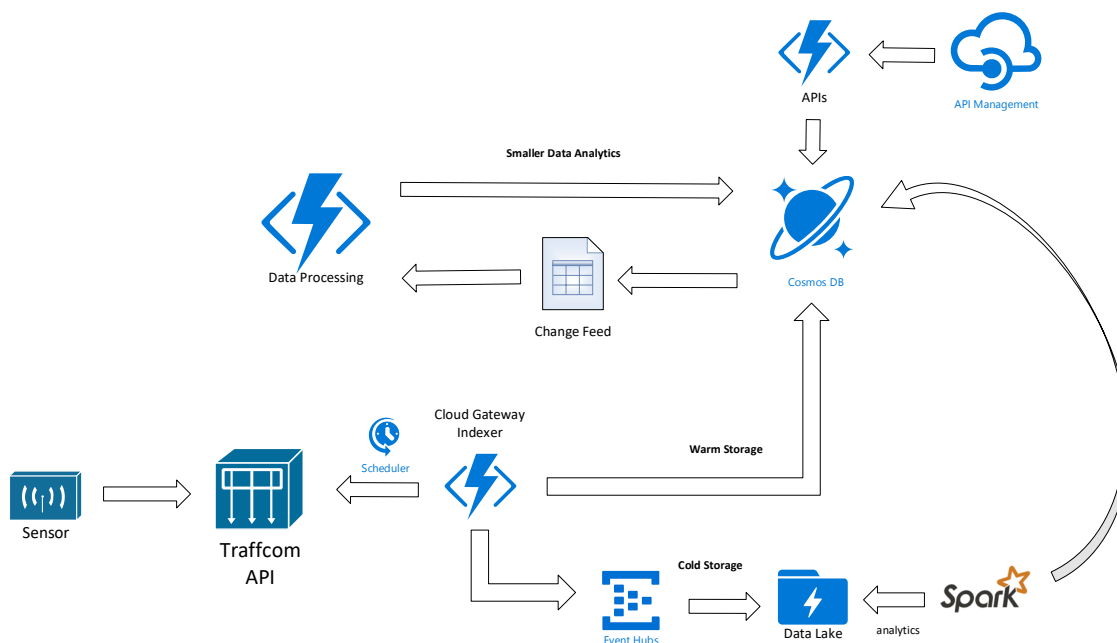 APIs
API Management
Smaller Data Analytics
Data Processing
Cosmos DB
Change Feed
Cloud Gateway
Indexer
Scheduler
Warm Storage
Sensor
Traffcom
API
Cold Storage
Spark
Event Hubs
Data Lake
analytics